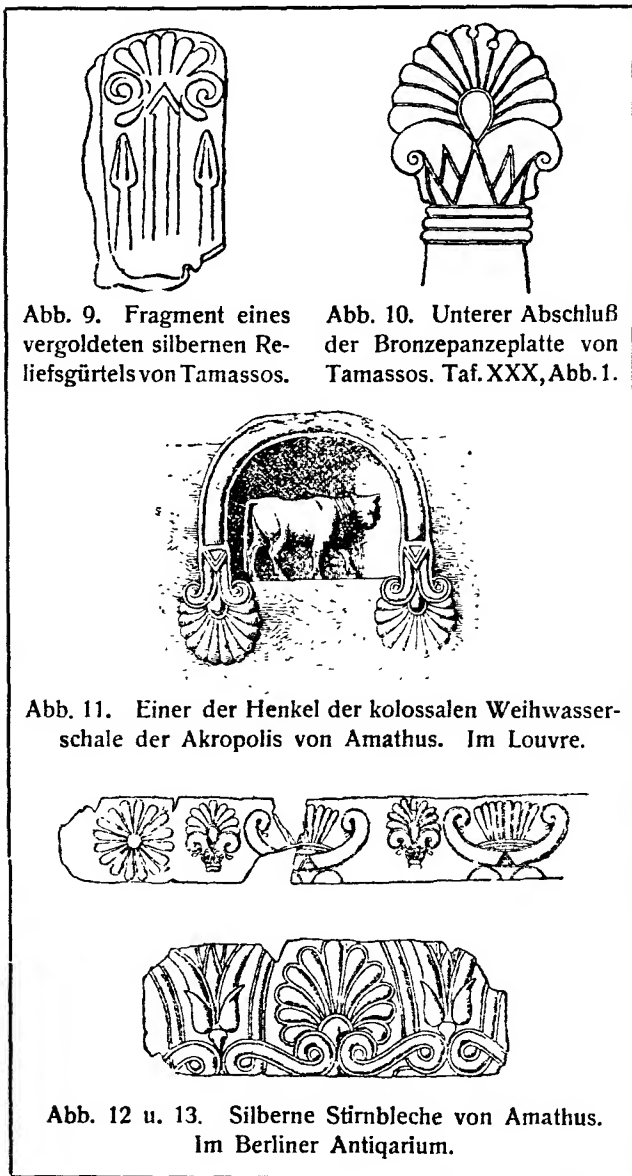 Abb. 9. Fragment eines
vergoldeten silbernen Re-
liefsgürtels von Tamassos.
Abb. 10. Unterer Abschluß
der Bronzepanzeplatte von
Tamassos. Taf. XXX, Abb. 1.
Abb. 11. Einer der Henkel der kolossalen Weihwasser-
schale der Akropolis von Amathus. Im Louvre.
Abb. 12 u. 13. Silberne Stirnbleche von Amathus.
Im Berliner Antiqarium.